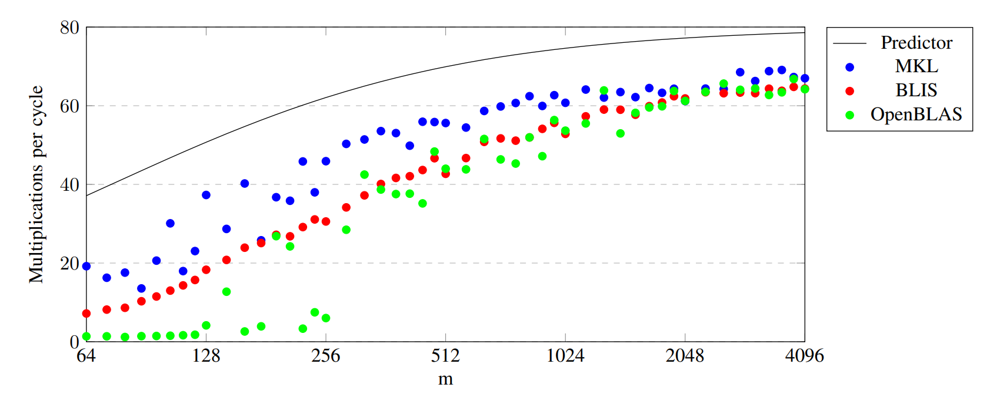 80
60
40
20
0
Multiplications per cycle
64 128 256 512 1024 2048 4096
m
Predictor
MKL
BLIS
OpenBLAS